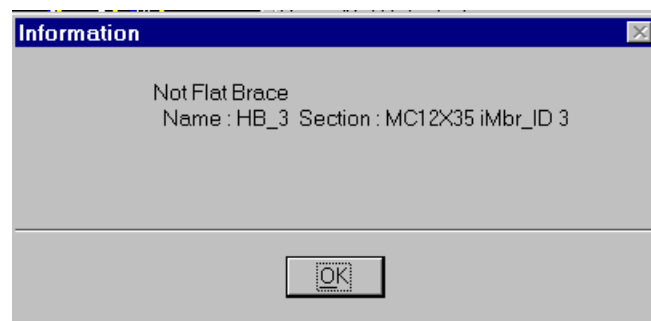 Information
Not Flat Brace
Name : HB_3 Section : MC12X35 iMbr_ID 3
OK